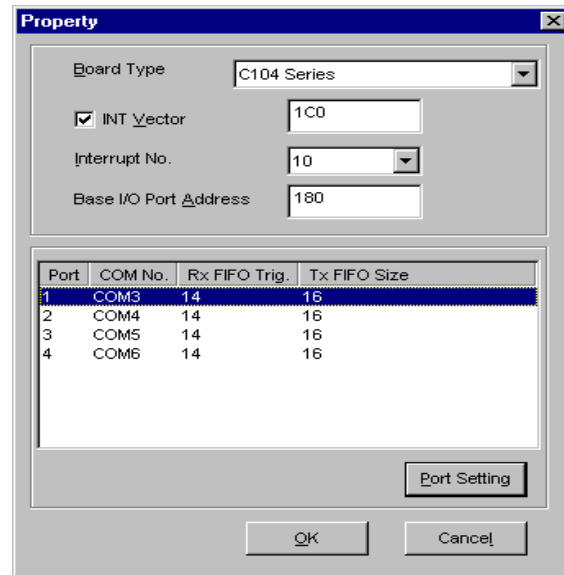 Property
Board Type C104 Series
INT Vector 1C0
Interrupt No. 10
Base I/O Port Address 180
Port COM No. Rx FIFO Trig. Tx FIFO Size
1 COM3 14 16
2 COM4 14 16
3 COM5 14 16
4 COM6 14 16
Port Setting
OK Cancel